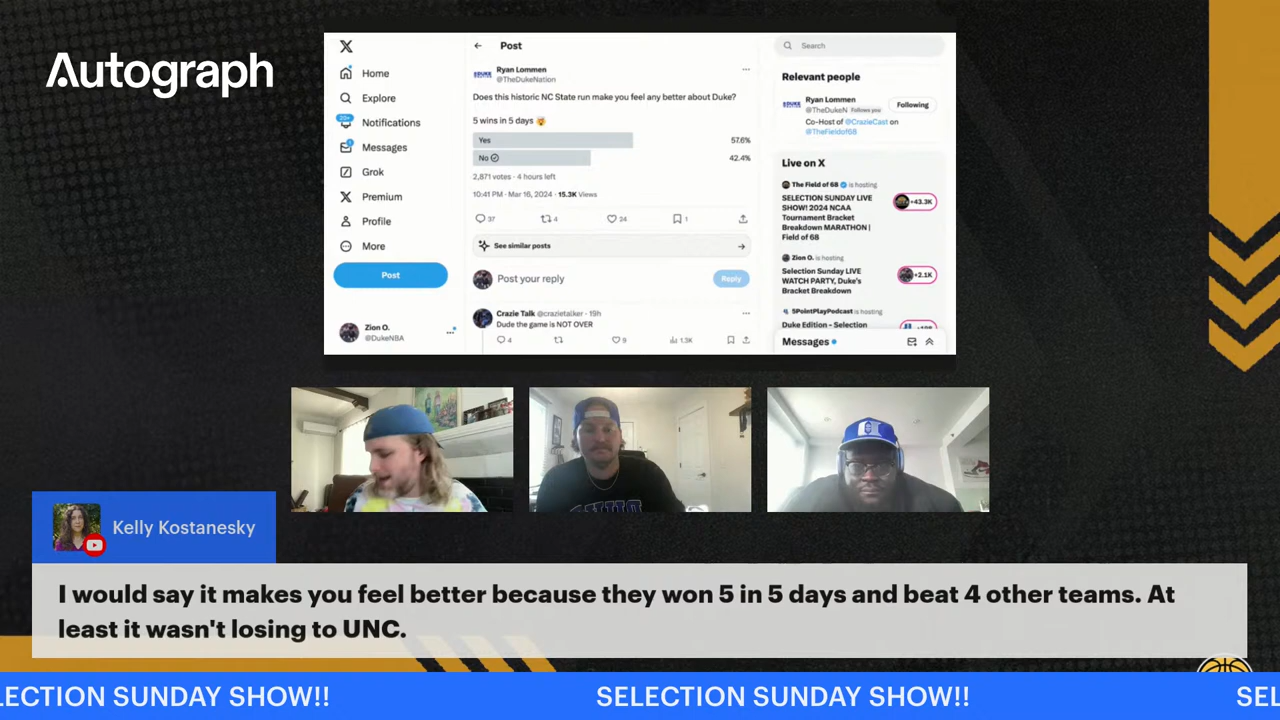 Autograph
Home
Explore
20+
Notifications
Messages
Grok
Premium
Profile
More
Post
Zion O.
@DukeNBA
Post
Ryan Lommen
@TheDukeNation
Does this historic NC State run make you feel any better about Duke?
5 wins in 5 days 🤯
Yes 57.6%
No 42.4%
2,871 votes · 4 hours left
10:41 PM · Mar 16, 2024 · 15.3K Views
37 4 34 1
See similar posts
Post your reply
Reply
Crazie Talk @crazietalker · 19h
Dude the game is NOT OVER
4 9 1.3K
Search
Relevant people
Ryan Lommen
@TheDukeN Follows you
Following
Co-Host of @CrazieCast on
@TheFieldof68
Live on X
The Field of 68 is hosting
SELECTION SUNDAY LIVE
SHOW! 2024 NCAA
Tournament Bracket
Breakdown MARATHON |
Field of 68
+43.3K
Zion O. is hosting
Selection Sunday LIVE
WATCH PARTY, Duke's
Bracket Breakdown
+2.1K
5PointPlayPodcast is hosting
Duke Edition - Selection
Messages
Kelly Kostanesky
I would say it makes you feel better because they won 5 in 5 days and beat 4 other teams. At
least it wasn't losing to UNC.
LECTION SUNDAY SHOW!! SELECTION SUNDAY SHOW!! SEL